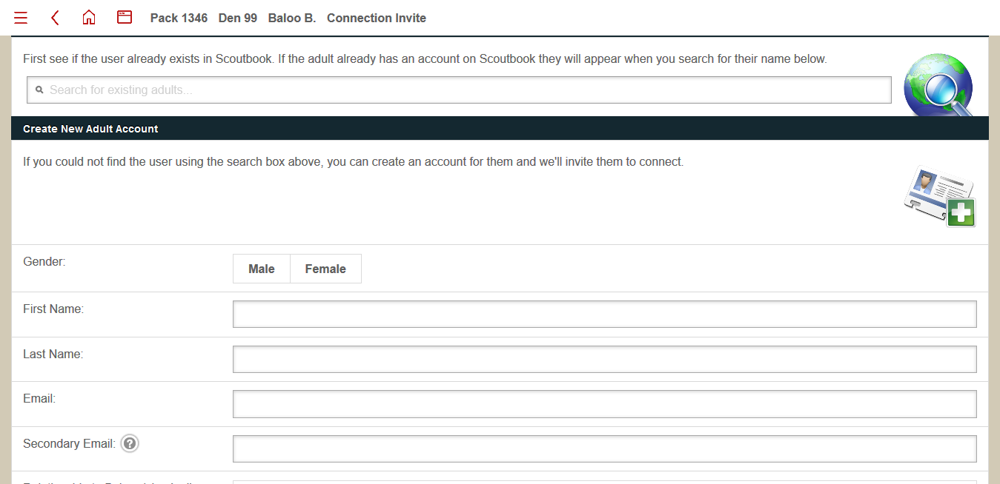 Pack 1346 Den 99 Baloo B. Connection Invite
First see if the user already exists in Scoutbook. If the adult already has an account on Scoutbook they will appear when you search for their name below.
Search for existing adults...
Create New Adult Account
If you could not find the user using the search box above, you can create an account for them and we'll invite them to connect.
Gender:
Male Female
First Name:
Last Name:
Email:
Secondary Email: ?